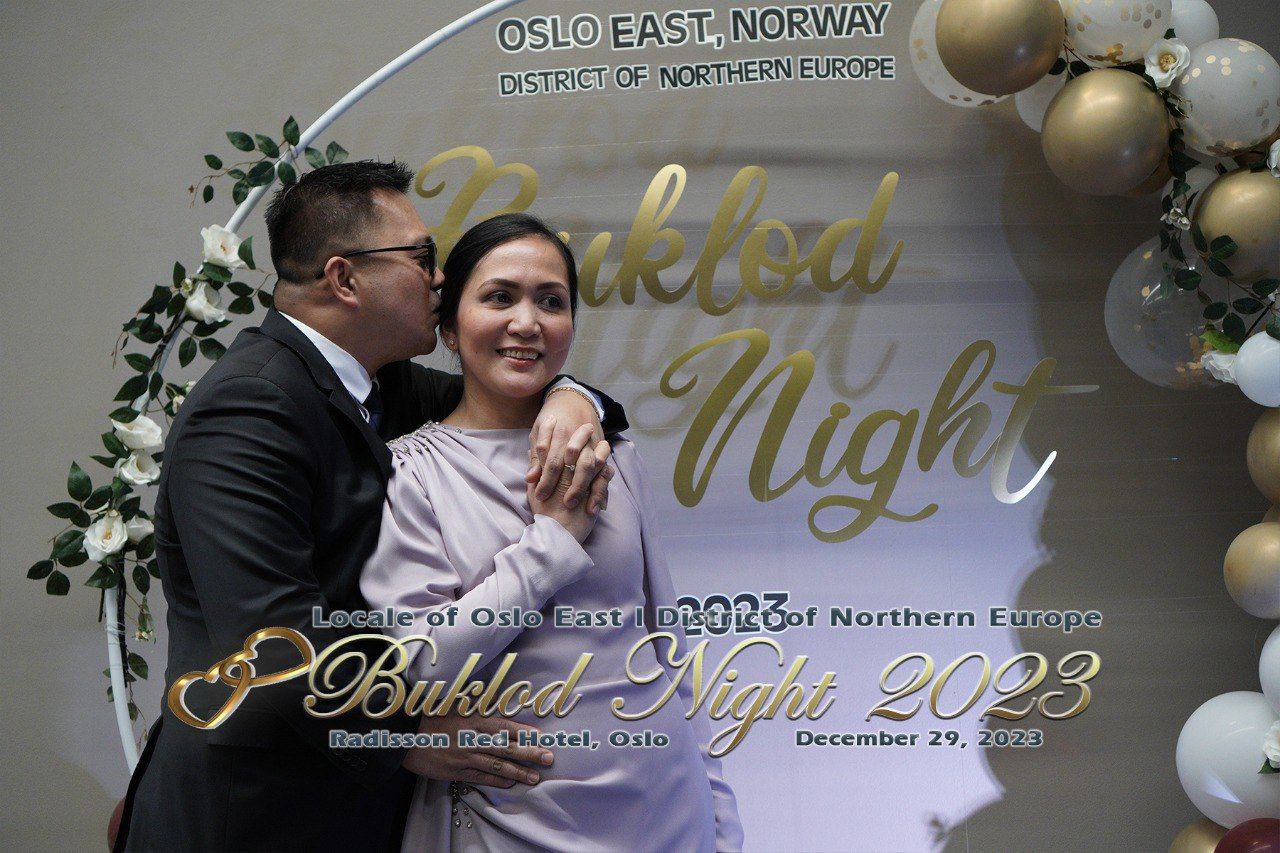 OSLO EAST, NORWAY
DISTRICT OF NORTHERN EUROPE
Buklod
Night
2023
Locale of Oslo East | District of Northern Europe
Buklod Night 2023
Radisson Red Hotel, Oslo
December 29, 2023